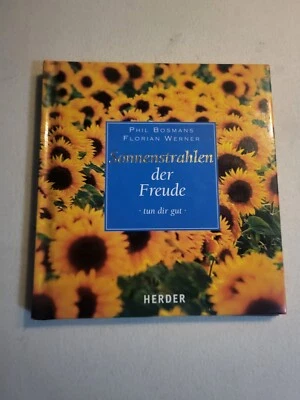 Phil Bosmans
Florian Werner
Sonnenstrahlen
der
Freude
· tun dir gut ·
HERDER